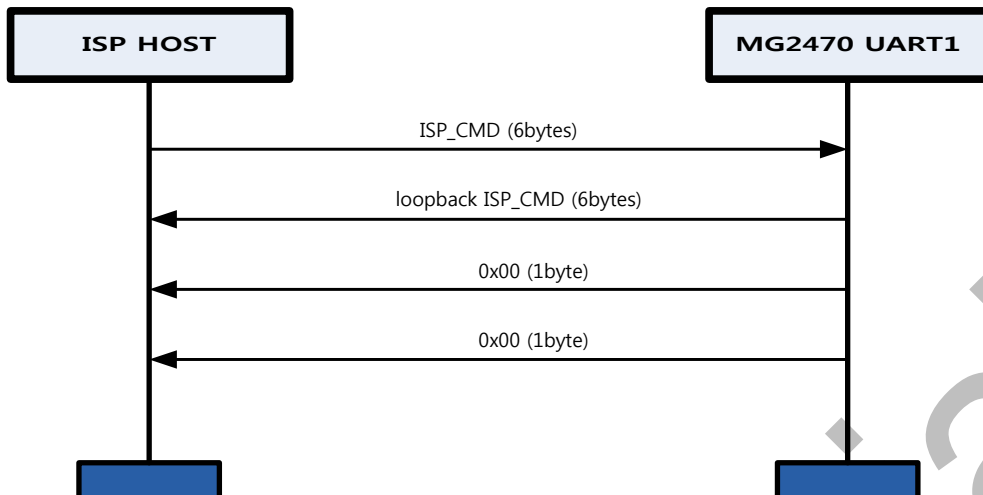 ISP HOST
MG2470 UART1
ISP_CMD (6bytes)
loopback ISP_CMD (6bytes)
0x00 (1byte)
0x00 (1byte)